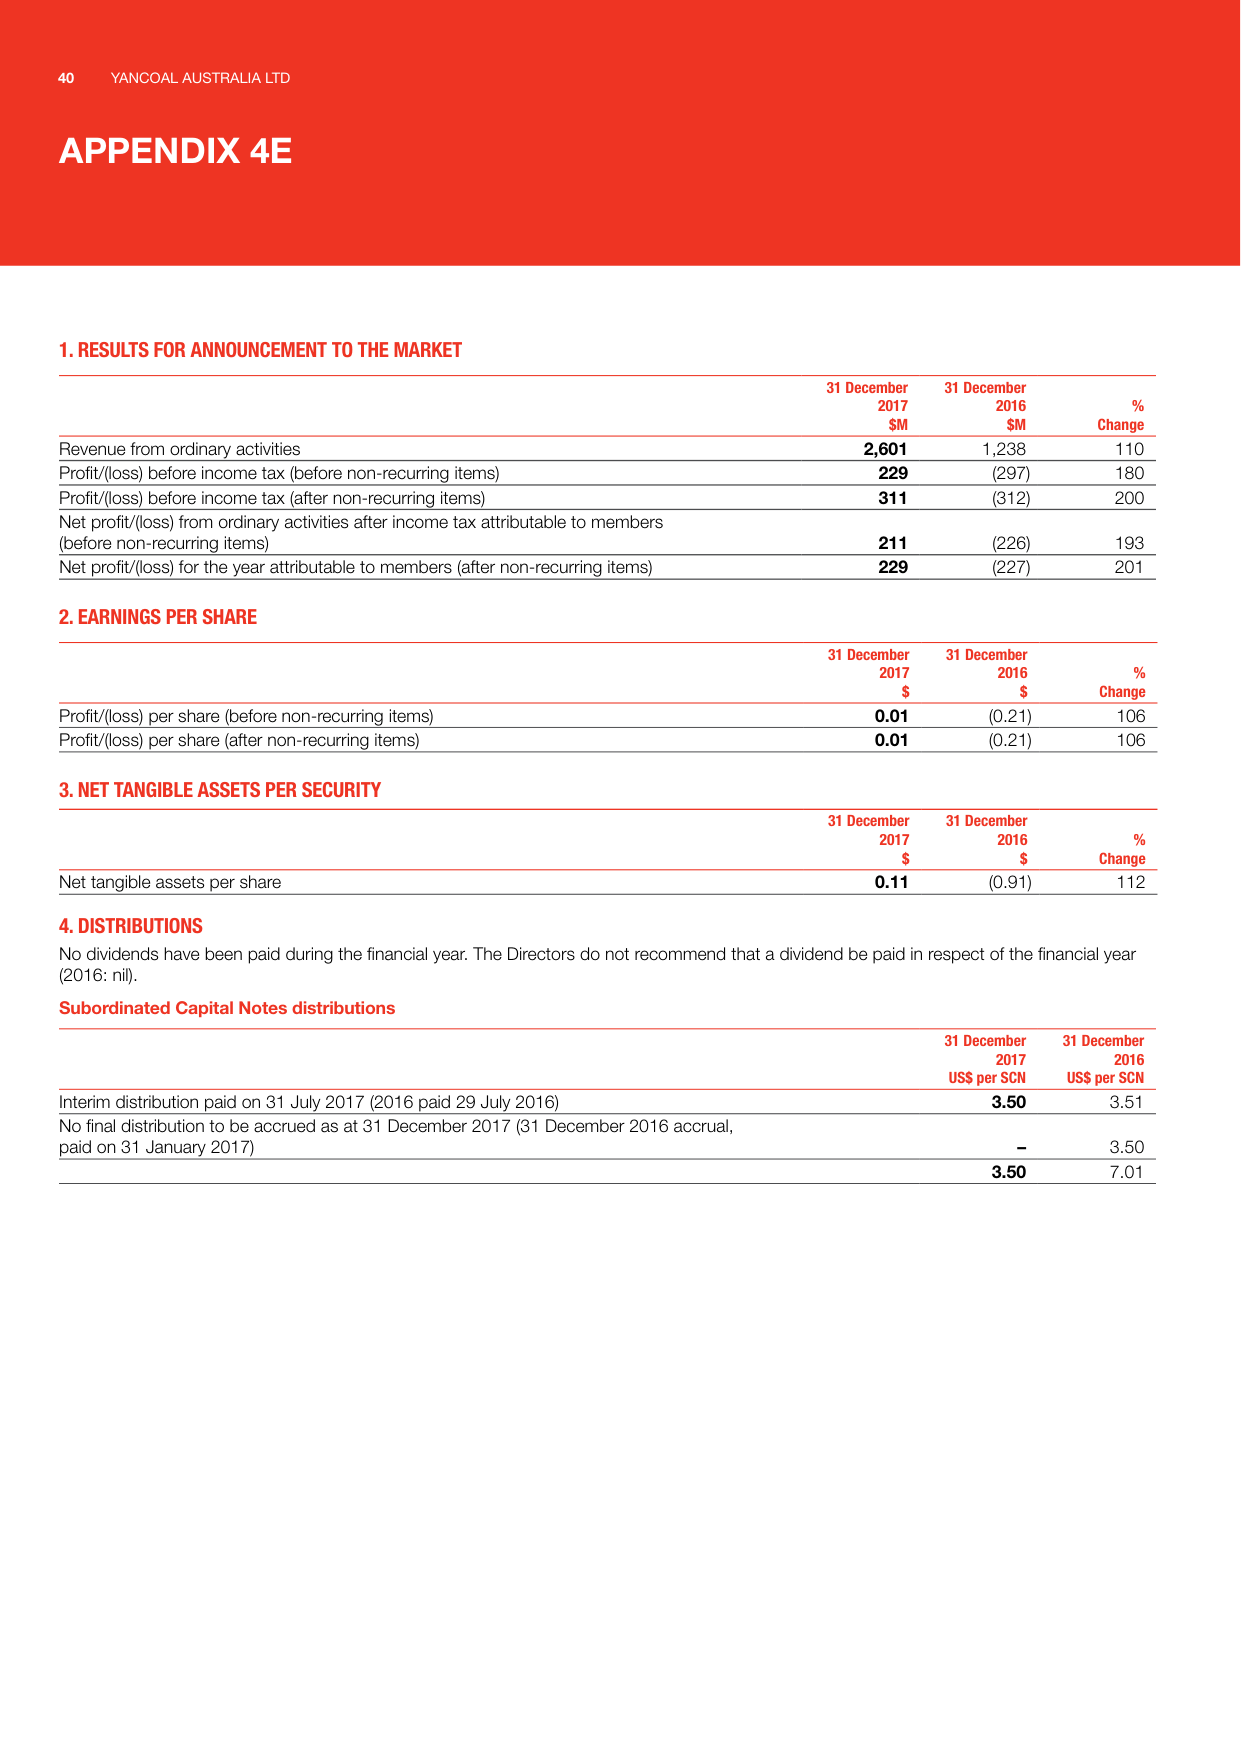 40 YANCOAL AUSTRALIA LTD
APPENDIX 4E
1. RESULTS FOR ANNOUNCEMENT TO THE MARKET
31 December 31 December
2017 2016 %
$M $M Change
Revenue from ordinary activities 2,601 1,238 110
Profit/(loss) before income tax (before non-recurring items) 229 (297) 180
Profit/(loss) before income tax (after non-recurring items) 311 (312) 200
Net profit/(loss) from ordinary activities after income tax attributable to members
(before non-recurring items) 211 (226) 193
Net profit/(loss) for the year attributable to members (after non-recurring items) 229 (227) 201
2. EARNINGS PER SHARE
31 December 31 December
2017 2016 %
$ $ Change
Profit/(loss) per share (before non-recurring items) 0.01 (0.21) 106
Profit/(loss) per share (after non-recurring items) 0.01 (0.21) 106
3. NET TANGIBLE ASSETS PER SECURITY
31 December 31 December
2017 2016 %
$ $ Change
Net tangible assets per share 0.11 (0.91) 112
4. DISTRIBUTIONS
No dividends have been paid during the financial year. The Directors do not recommend that a dividend be paid in respect of the financial year
(2016: nil).
Subordinated Capital Notes distributions
31 December 31 December
2017 2016
US$ per SCN US$ per SCN
Interim distribution paid on 31 July 2017 (2016 paid 29 July 2016) 3.50 3.51
No final distribution to be accrued as at 31 December 2017 (31 December 2016 accrual,
paid on 31 January 2017) – 3.50
3.50 7.01